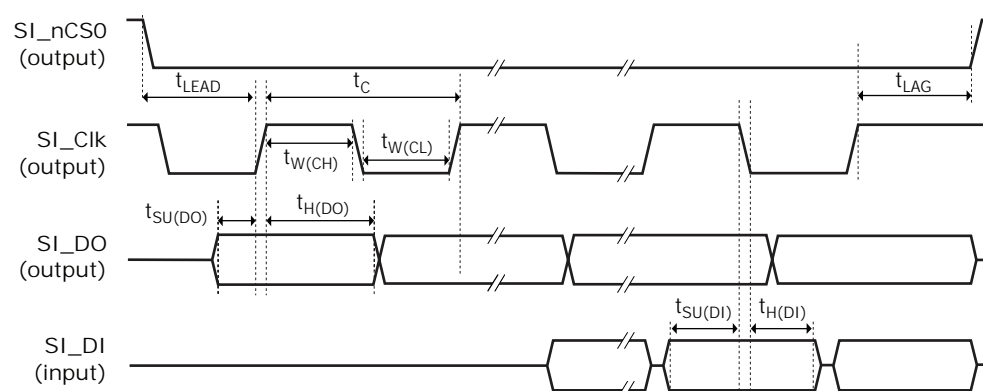 SI_nCS0
(output)
tLEAD
tC
tLAG
SI_Clk
(output)
tW(CH)
tW(CL)
tSU(DO)
tH(DO)
SI_DO
(output)
tSU(DI)
tH(DI)
SI_DI
(input)